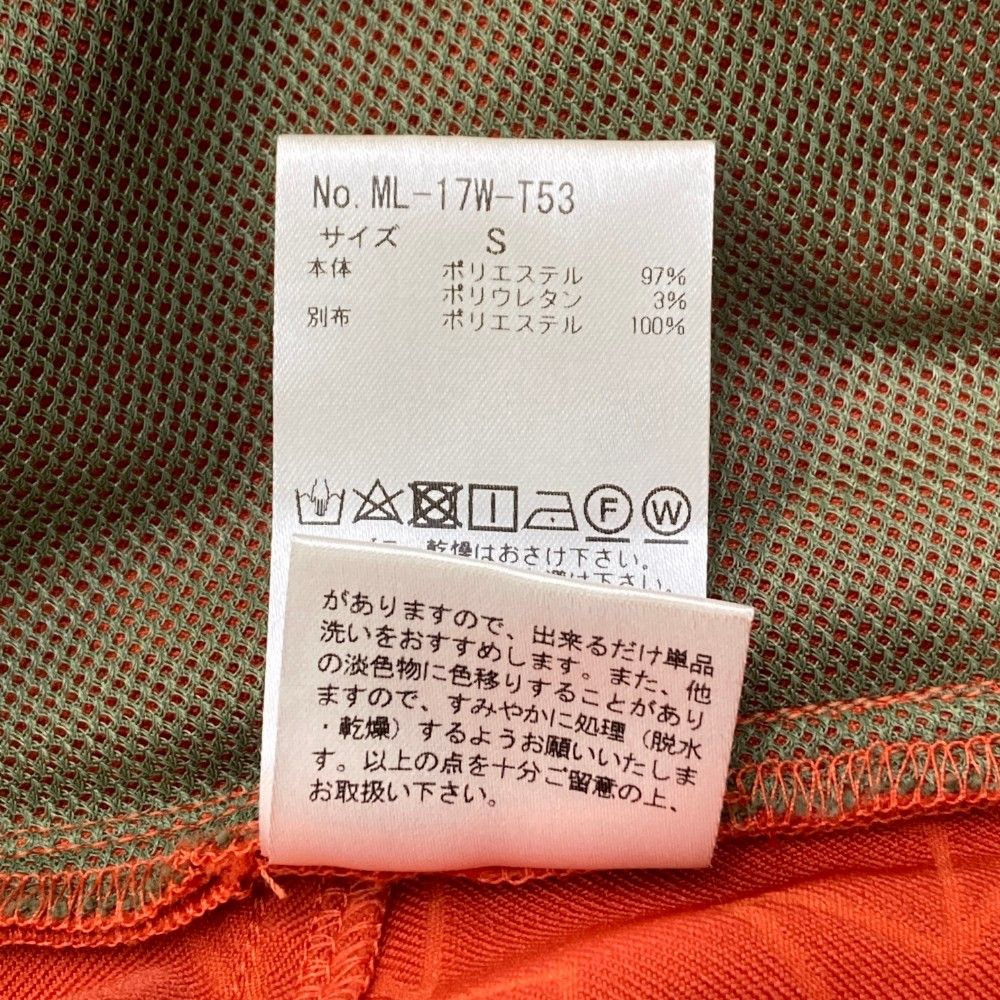 No. ML-17W-T53
サイズ S
本体 ポリエステル 97%
ポリウレタン 3%
別布 ポリエステル 100%
F W
乾燥はおさけ下さい。
下さい。
がありますので、出来るだけ単品
洗いをおすすめします。また、他
の淡色物に色移りすることがあり
ますので、すみやかに処理（脱水
・乾燥）するようお願いいたしま
す。以上の点を十分ご留意の上、
お取扱い下さい。